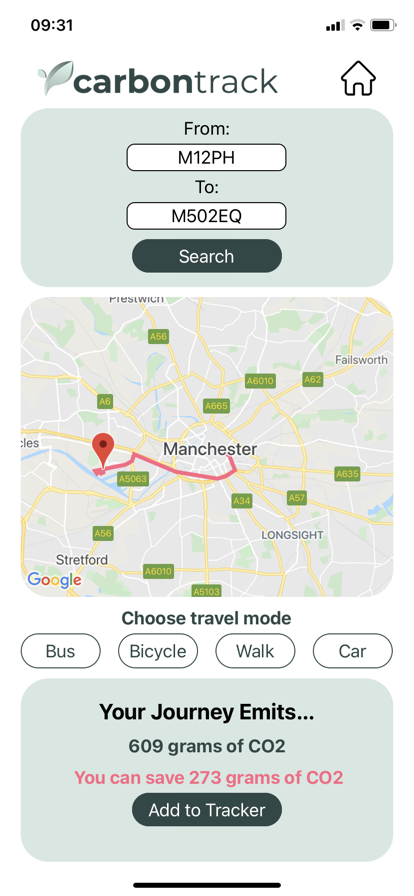 09:31
carbontrack
From:
M12PH
To:
M502EQ
Search
Prestwich
A56
Failsworth
A6010
A62
A6
A665
cles
Manchester
A5063
A635
A34
A57
A56
LONGSIGHT
Stretford
A6010
Google
A5103
Choose travel mode
Bus Bicycle Walk Car
Your Journey Emits...
609 grams of CO2
You can save 273 grams of CO2
Add to Tracker